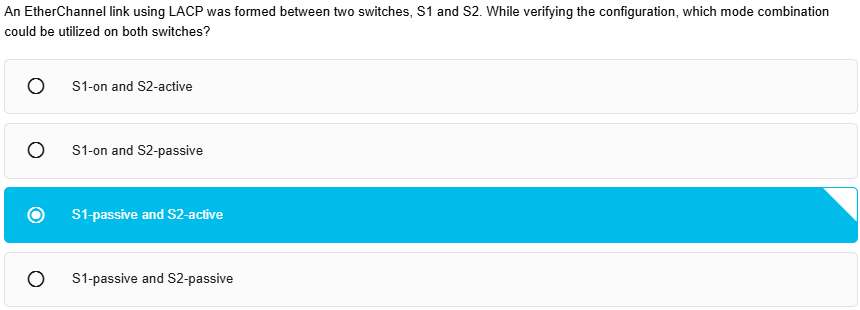 An EtherChannel link using LACP was formed between two switches, S1 and S2. While verifying the configuration, which mode combination
could be utilized on both switches?
S1-on and S2-active
S1-on and S2-passive
S1-passive and S2-active
S1-passive and S2-passive